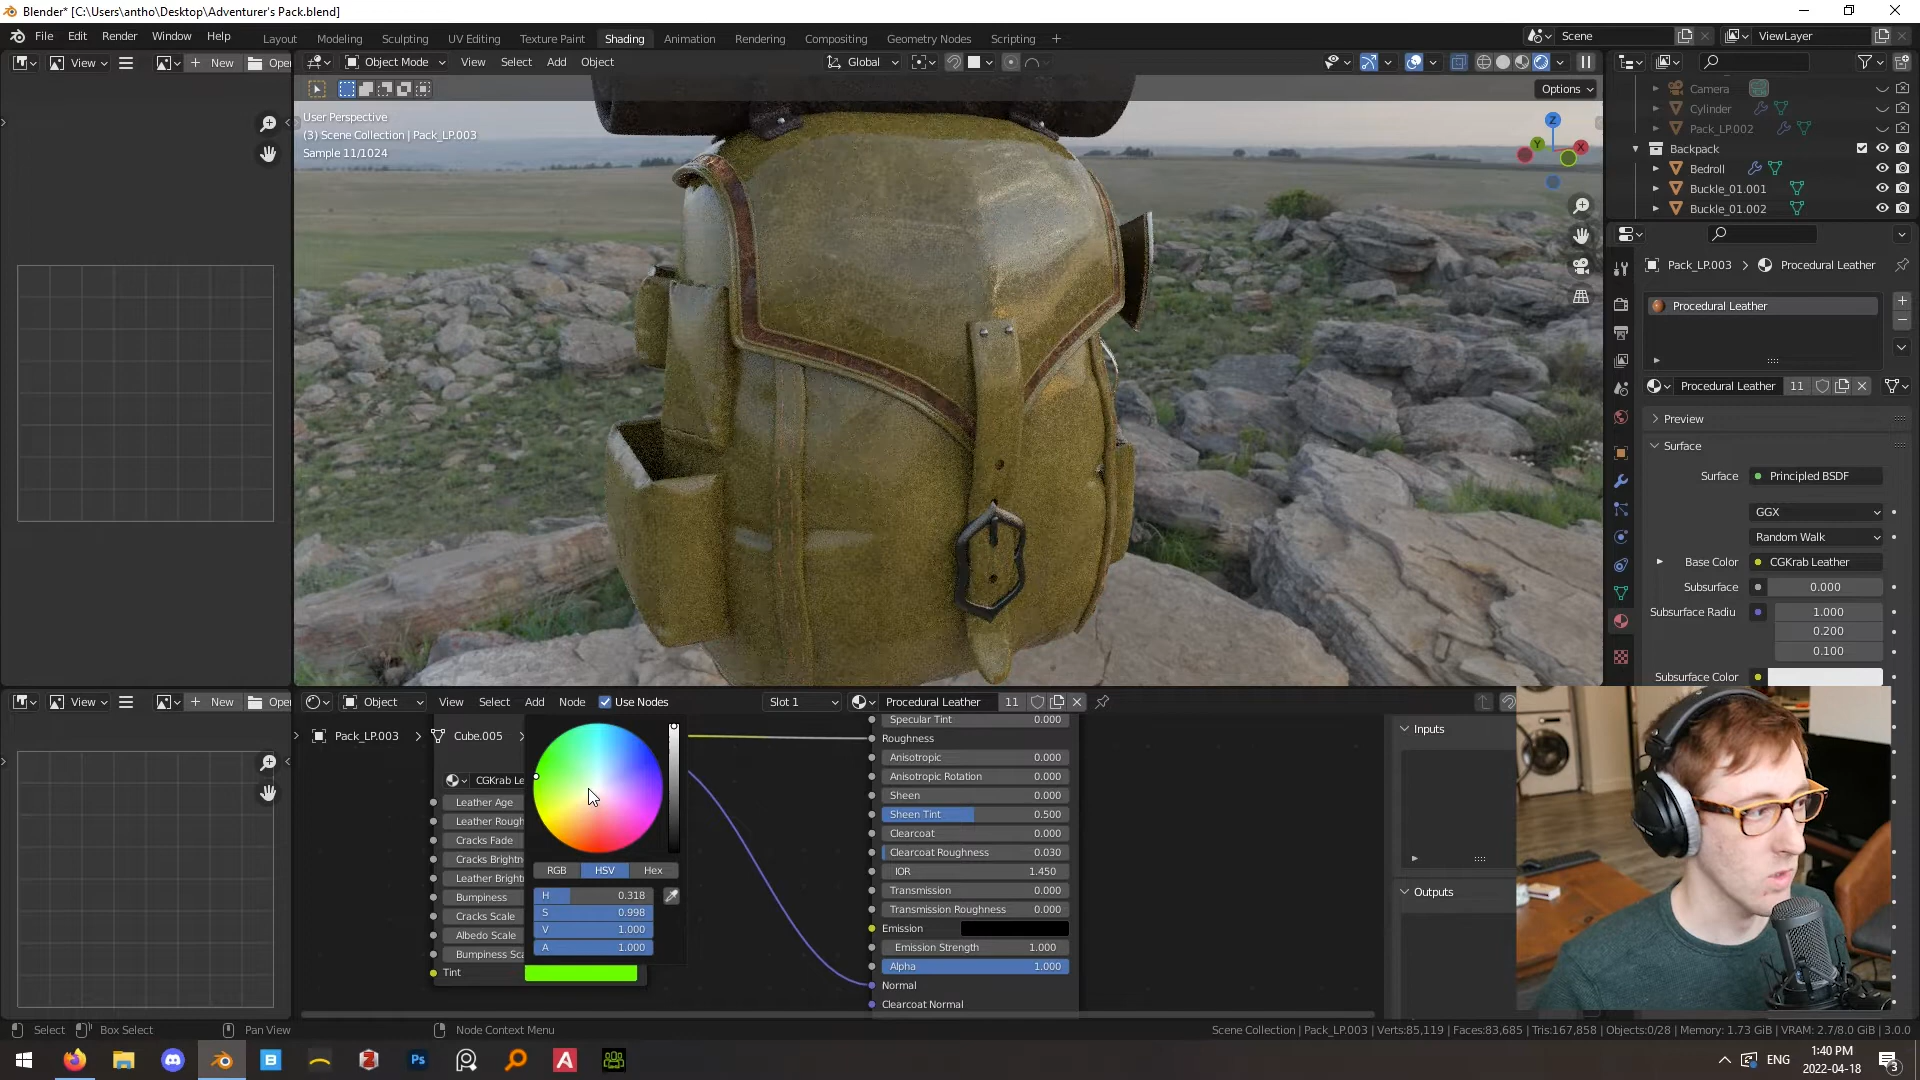 Blender* [C:\Users\antho\Desktop\Adventurer's Pack.blend]
File Edit Render Window Help
Layout Modeling Sculpting UV Editing Texture Paint Shading Animation Rendering Compositing Geometry Nodes Scripting
Scene
ViewLayer
View
New
Open
Object Mode View Select Add Object
Global
Options
User Perspective
(3) Scene Collection | Pack_LP.003
Sample 11/1024
Z
Y
X
Camera
Cylinder
Pack_LP.002
Backpack
Bedroll
Buckle_01.001
Buckle_01.002
Pack_LP.003 > Procedural Leather
Procedural Leather
Procedural Leather 11
Preview
Surface
Surface Principled BSDF
GGX
Random Walk
Base Color CGKrab Leather
Subsurface 0.000
Subsurface Radiu 1.000
0.200
0.100
Subsurface Color
View
New
Open
Object View Select Add Node Use Nodes
Slot 1
Procedural Leather 11
Pack_LP.003 > Cube.005 >
CGKrab Le
Leather Age
Leather Rough
Cracks Fade
Cracks Brightn
Leather Bright
Bumpiness
Cracks Scale
Albedo Scale
Bumpiness Sca
Tint
RGB HSV Hex
H 0.318
S 0.998
V 1.000
A 1.000
Specular Tint 0.000
Roughness
Anisotropic 0.000
Anisotropic Rotation 0.000
Sheen 0.000
Sheen Tint 0.500
Clearcoat 0.000
Clearcoat Roughness 0.030
IOR 1.450
Transmission 0.000
Transmission Roughness 0.000
Emission
Emission Strength 1.000
Alpha 1.000
Normal
Clearcoat Normal
Inputs
Outputs
Select Box Select Pan View Node Context Menu
Scene Collection | Pack_LP.003 | Verts:85,119 | Faces:83,685 | Tris:167,858 | Objects:0/28 | Memory: 1.73 GiB | VRAM: 2.7/8.0 GiB | 3.0.0
B
Ps
A
ENG
1:40 PM
2022-04-18
3